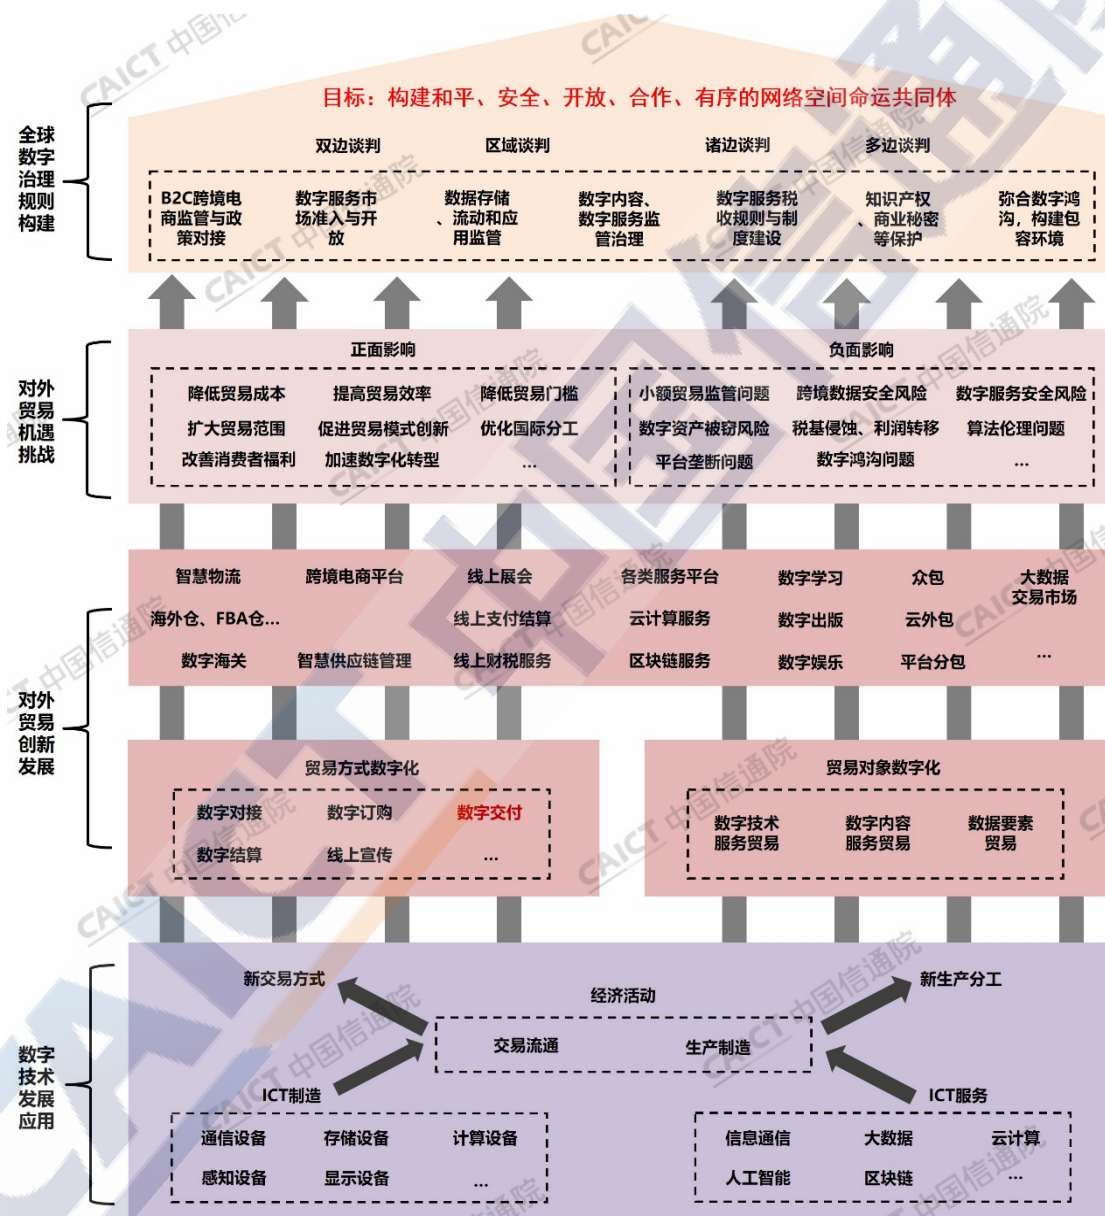 目标：构建和平、安全、开放、合作、有序的网络空间命运共同体
全球
数字
治理
规则
构建
双边谈判 区域谈判 诸边谈判 多边谈判
B2C跨境电
商监管与政
策对接
数字服务市
场准入与开
放
数据存储
、流动和应
用监管
数字内容、
数字服务监
管治理
数字服务税
收规则与制
度建设
知识产权
、商业秘密
等保护
弥合数字鸿
沟，构建包
容环境
对外
贸易
机遇
挑战
正面影响
降低贸易成本 提高贸易效率 降低贸易门槛
扩大贸易范围 促进贸易模式创新 优化国际分工
改善消费者福利 加速数字化转型 ...
负面影响
小额贸易监管问题 跨境数据安全风险 数字服务安全风险
数字资产被窃风险 税基侵蚀、利润转移 算法伦理问题
平台垄断问题 数字鸿沟问题 ...
对外
贸易
创新
发展
智慧物流 跨境电商平台 线上展会 各类服务平台 数字学习 众包 大数据
交易市场
海外仓、FBA仓... 线上支付结算 云计算服务 数字出版 云外包
数字海关 智慧供应链管理 线上财税服务 区块链服务 数字娱乐 平台分包 ...
贸易方式数字化
数字对接 数字订购 数字交付
数字结算 线上宣传 ...
贸易对象数字化
数字技术
服务贸易
数字内容
服务贸易
数据要素
贸易
数字
技术
发展
应用
新交易方式
经济活动
新生产分工
交易流通 生产制造
ICT制造
通信设备 存储设备 计算设备
感知设备 显示设备 ...
ICT服务
信息通信 大数据 云计算
人工智能 区块链 ...
CAICT 中国信通院